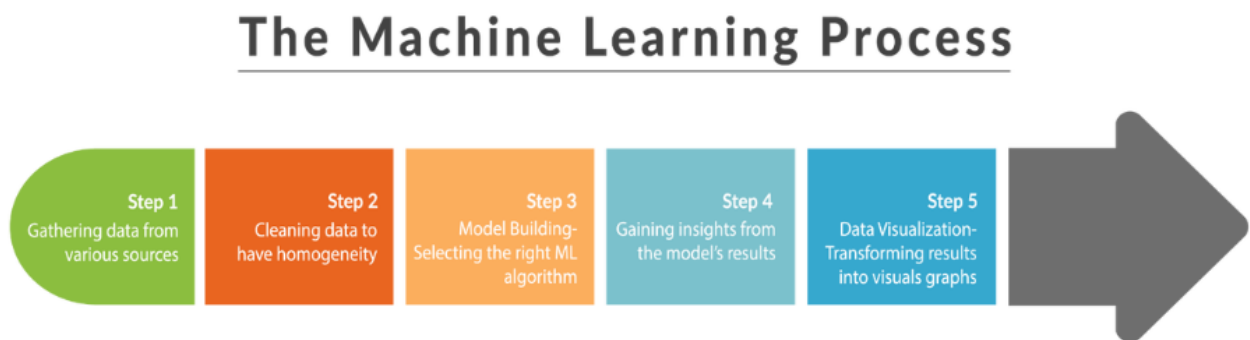 The Machine Learning Process
Step 1
Gathering data from
various sources
Step 2
Cleaning data to
have homogeneity
Step 3
Model Building-
Selecting the right ML
algorithm
Step 4
Gaining insights from
the model's results
Step 5
Data Visualization-
Transforming results
into visuals graphs